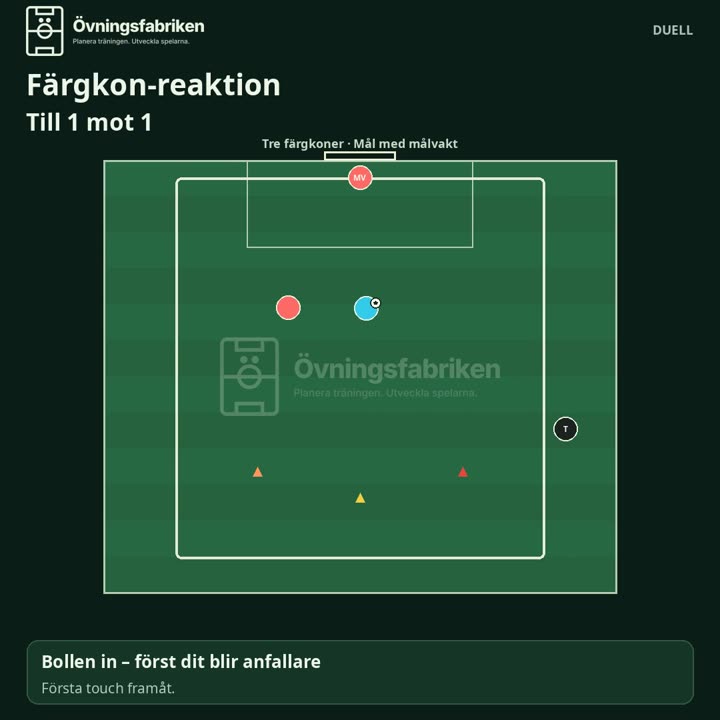 Övningsfabriken
Planera träningen. Utveckla spelarna.
DUELL
Färgkon-reaktion
Till 1 mot 1
Tre färgkoner · Mål med målvakt
MV
Övningsfabriken
Planera träningen. Utveckla spelarna.
T
Bollen in – först dit blir anfallare
Första touch framåt.